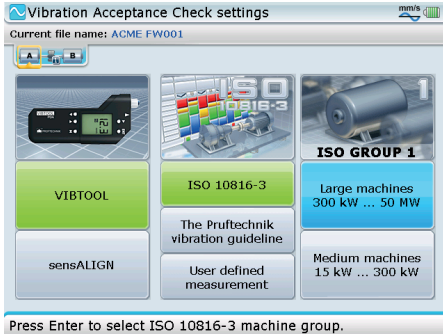 Vibration Acceptance Check settings
mm/s
Current file name: ACME FW001
A
B
ISO
10816-3
1
ISO GROUP 1
VIBTOOL
ISO 10816-3
Large machines
300 kW ... 50 MW
The Pruftechnik
vibration guideline
sensALIGN
User defined
measurement
Medium machines
15 kW ... 300 kW
Press Enter to select ISO 10816-3 machine group.